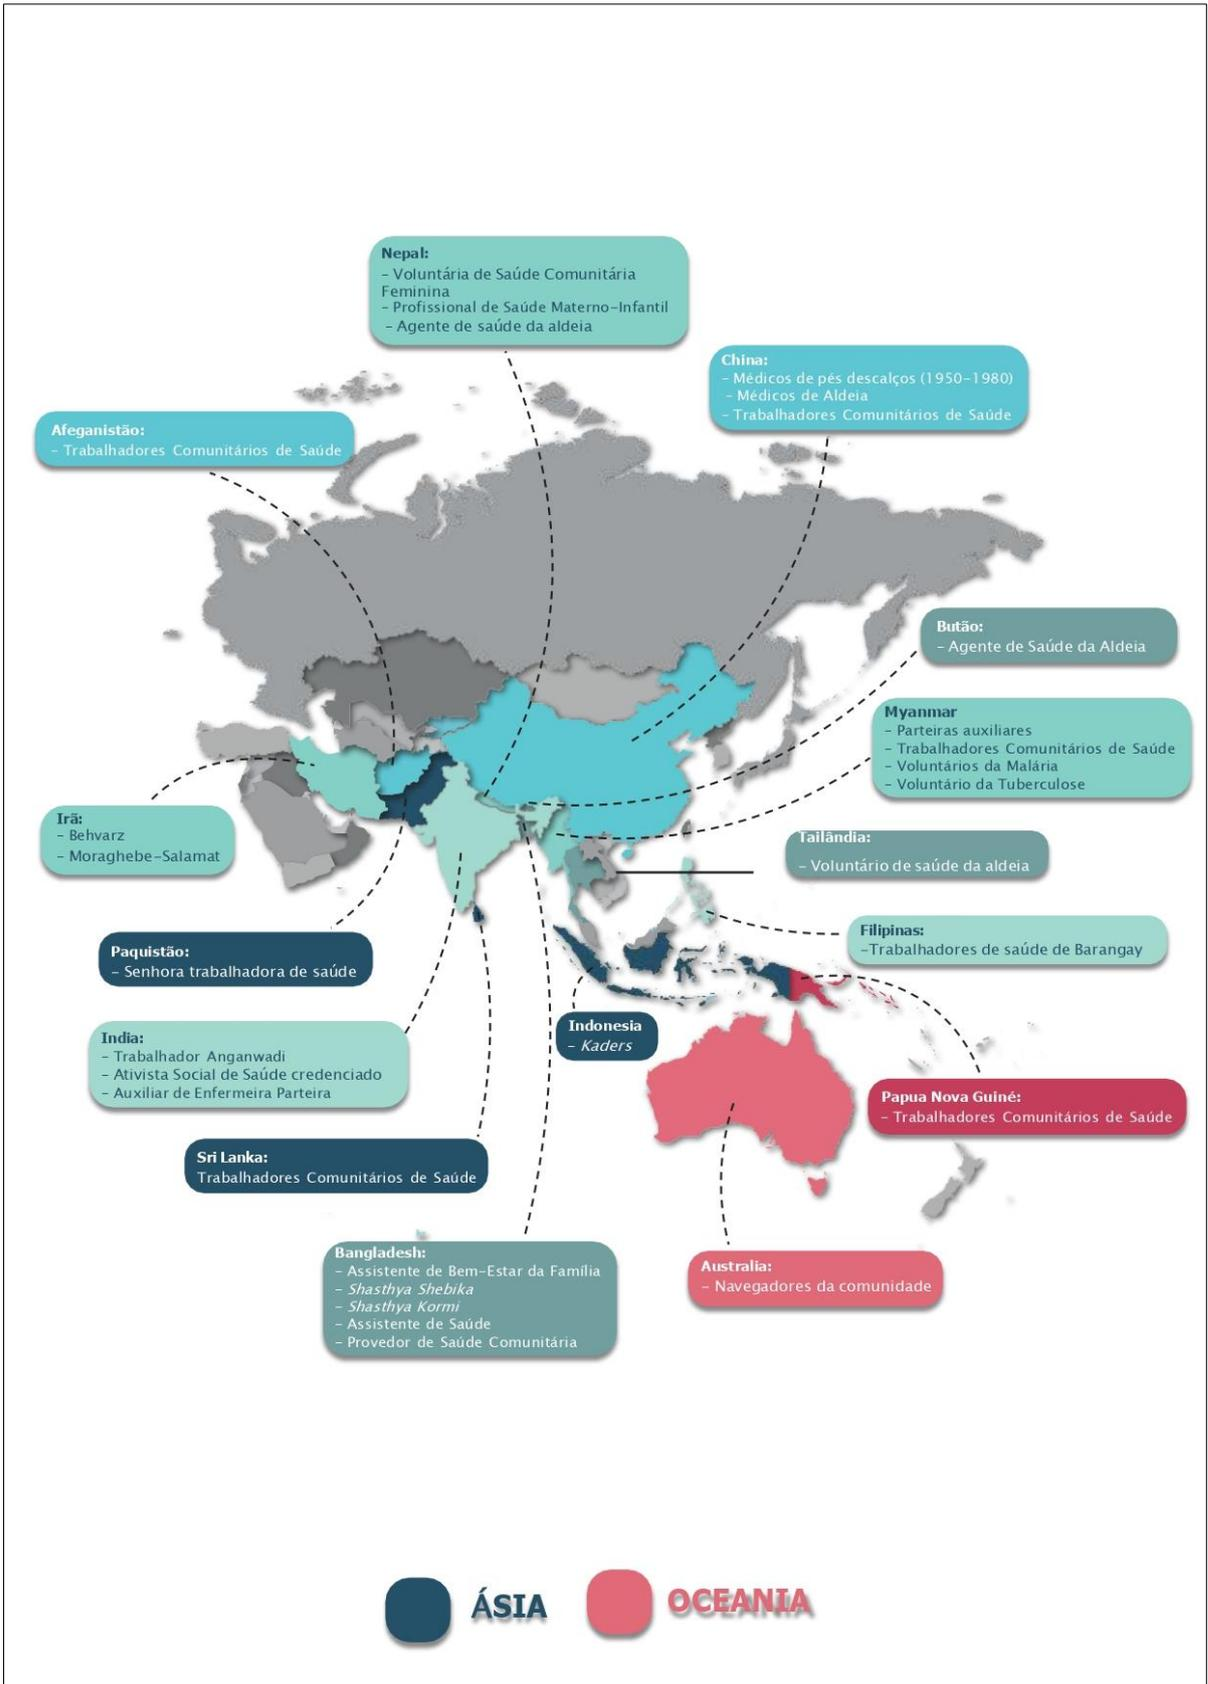 Nepal:
- Voluntária de Saúde Comunitária
Feminina
- Profissional de Saúde Materno-Infantil
- Agente de saúde da aldeia
China:
- Médicos de pés descalços (1950-1980)
- Médicos de Aldeia
- Trabalhadores Comunitários de Saúde
Afeganistão:
- Trabalhadores Comunitários de Saúde
Butão:
- Agente de Saúde da Aldeia
Myanmar
- Parteiras auxiliares
- Trabalhadores Comunitários de Saúde
- Voluntários da Malária
- Voluntário da Tuberculose
Irã:
- Behvarz
- Moraghebe-Salamat
Tailândia:
- Voluntário de saúde da aldeia
Filipinas:
-Trabalhadores de saúde de Barangay
Paquistão:
- Senhora trabalhadora de saúde
Indonesia
- Kaders
India:
- Trabalhador Anganwadi
- Ativista Social de Saúde credenciado
- Auxiliar de Enfermeira Parteira
Papua Nova Guiné:
- Trabalhadores Comunitários de Saúde
Sri Lanka:
Trabalhadores Comunitários de Saúde
Bangladesh:
- Assistente de Bem-Estar da Família
- Shasthya Shebika
- Shasthya Kormi
- Assistente de Saúde
- Provedor de Saúde Comunitária
Australia:
- Navegadores da comunidade
ÁSIA
OCEANIA